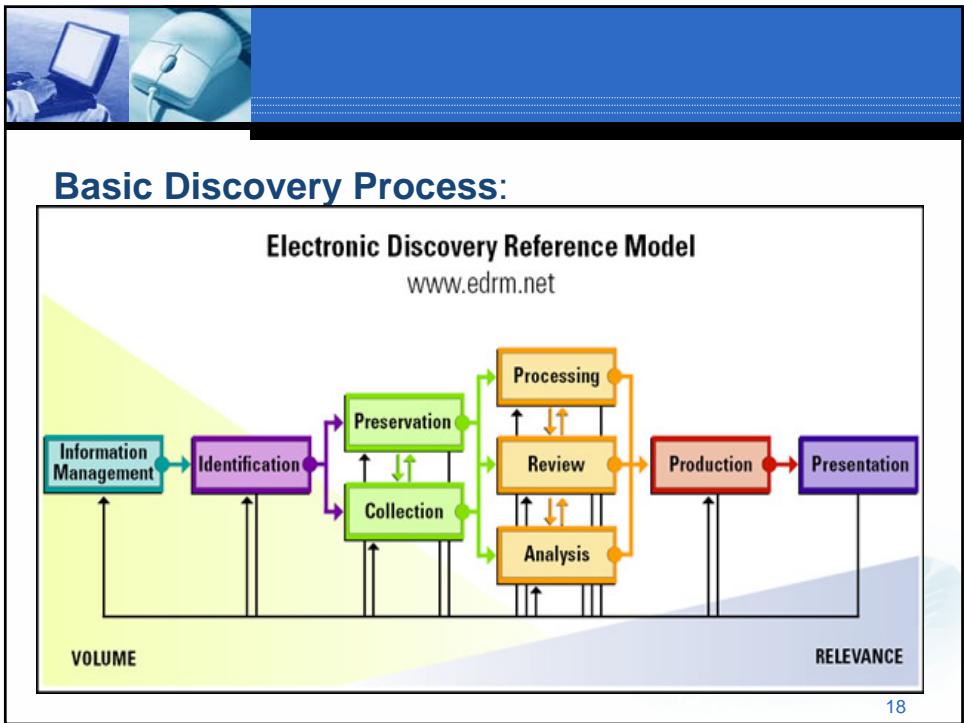 Basic Discovery Process:
Electronic Discovery Reference Model
www.edrm.net
Information
Management
Identification
Preservation
Collection
Processing
Review
Analysis
Production
Presentation
VOLUME
RELEVANCE
18